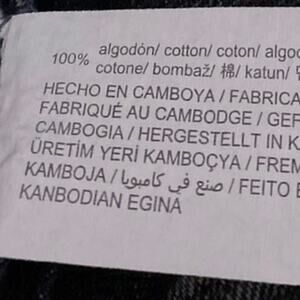 100% algodón/ cotton/ coton/ algo
cotone/ bombaž/ 棉/ katun/
HECHO EN CAMBOYA / FABRICA
FABRIQUÉ AU CAMBODGE / GEF
CAMBOGIA / HERGESTELLT IN K
ÜRETİM YERİ KAMBOÇYA / FREM
KAMBOJA / صنع في كامبوديا / FEITO E
KANBODIAN EGINA